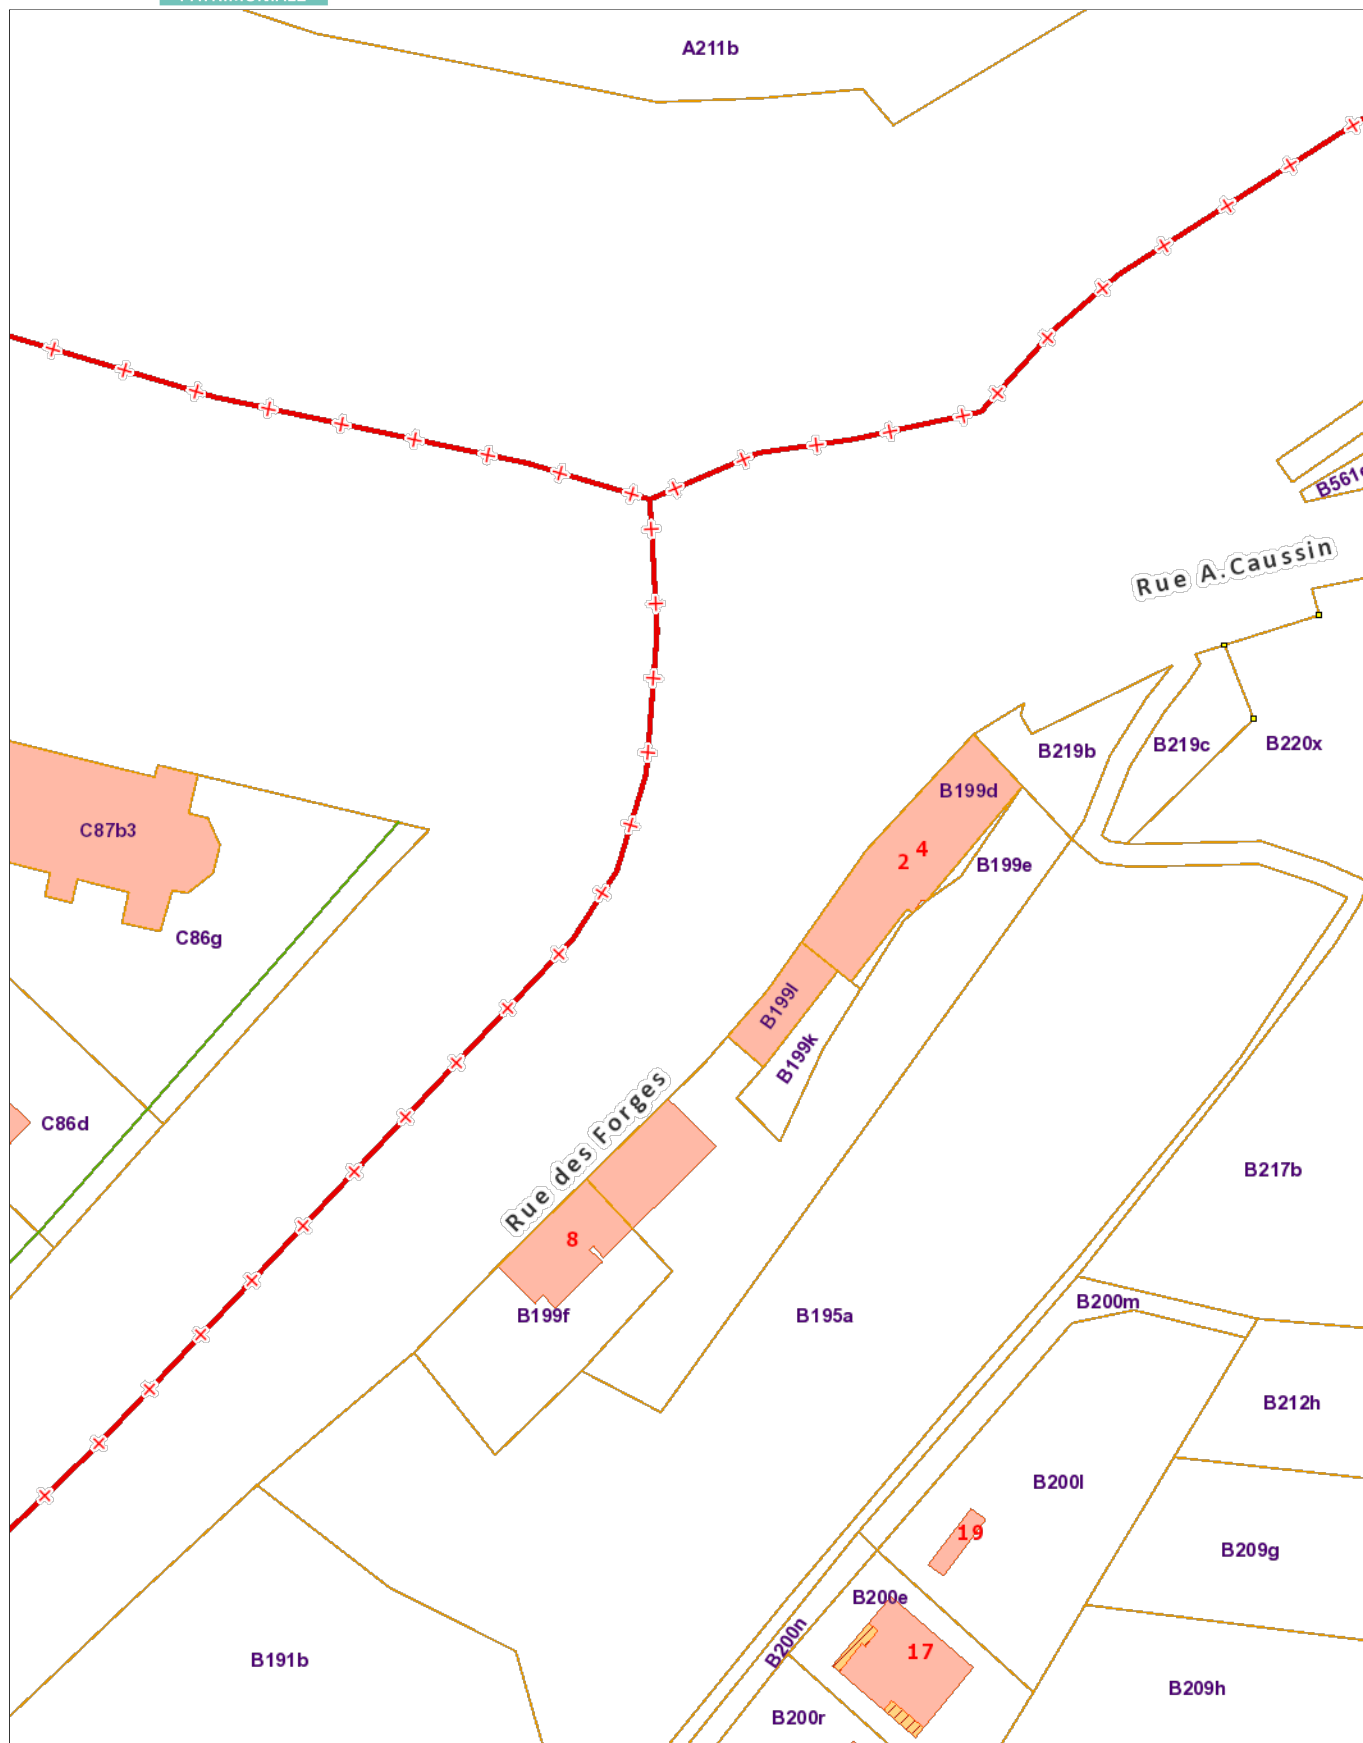 A211b
B561
Rue A.Caussin
B219b
B219c
B220x
B199d
C87b3
2
4
B199e
C86g
B199l
B199k
C86d
Rue des Forges
B217b
8
B200m
B199f
B195a
B212h
B200l
19
B209g
B200e
B200n
17
B191b
B209h
B200r